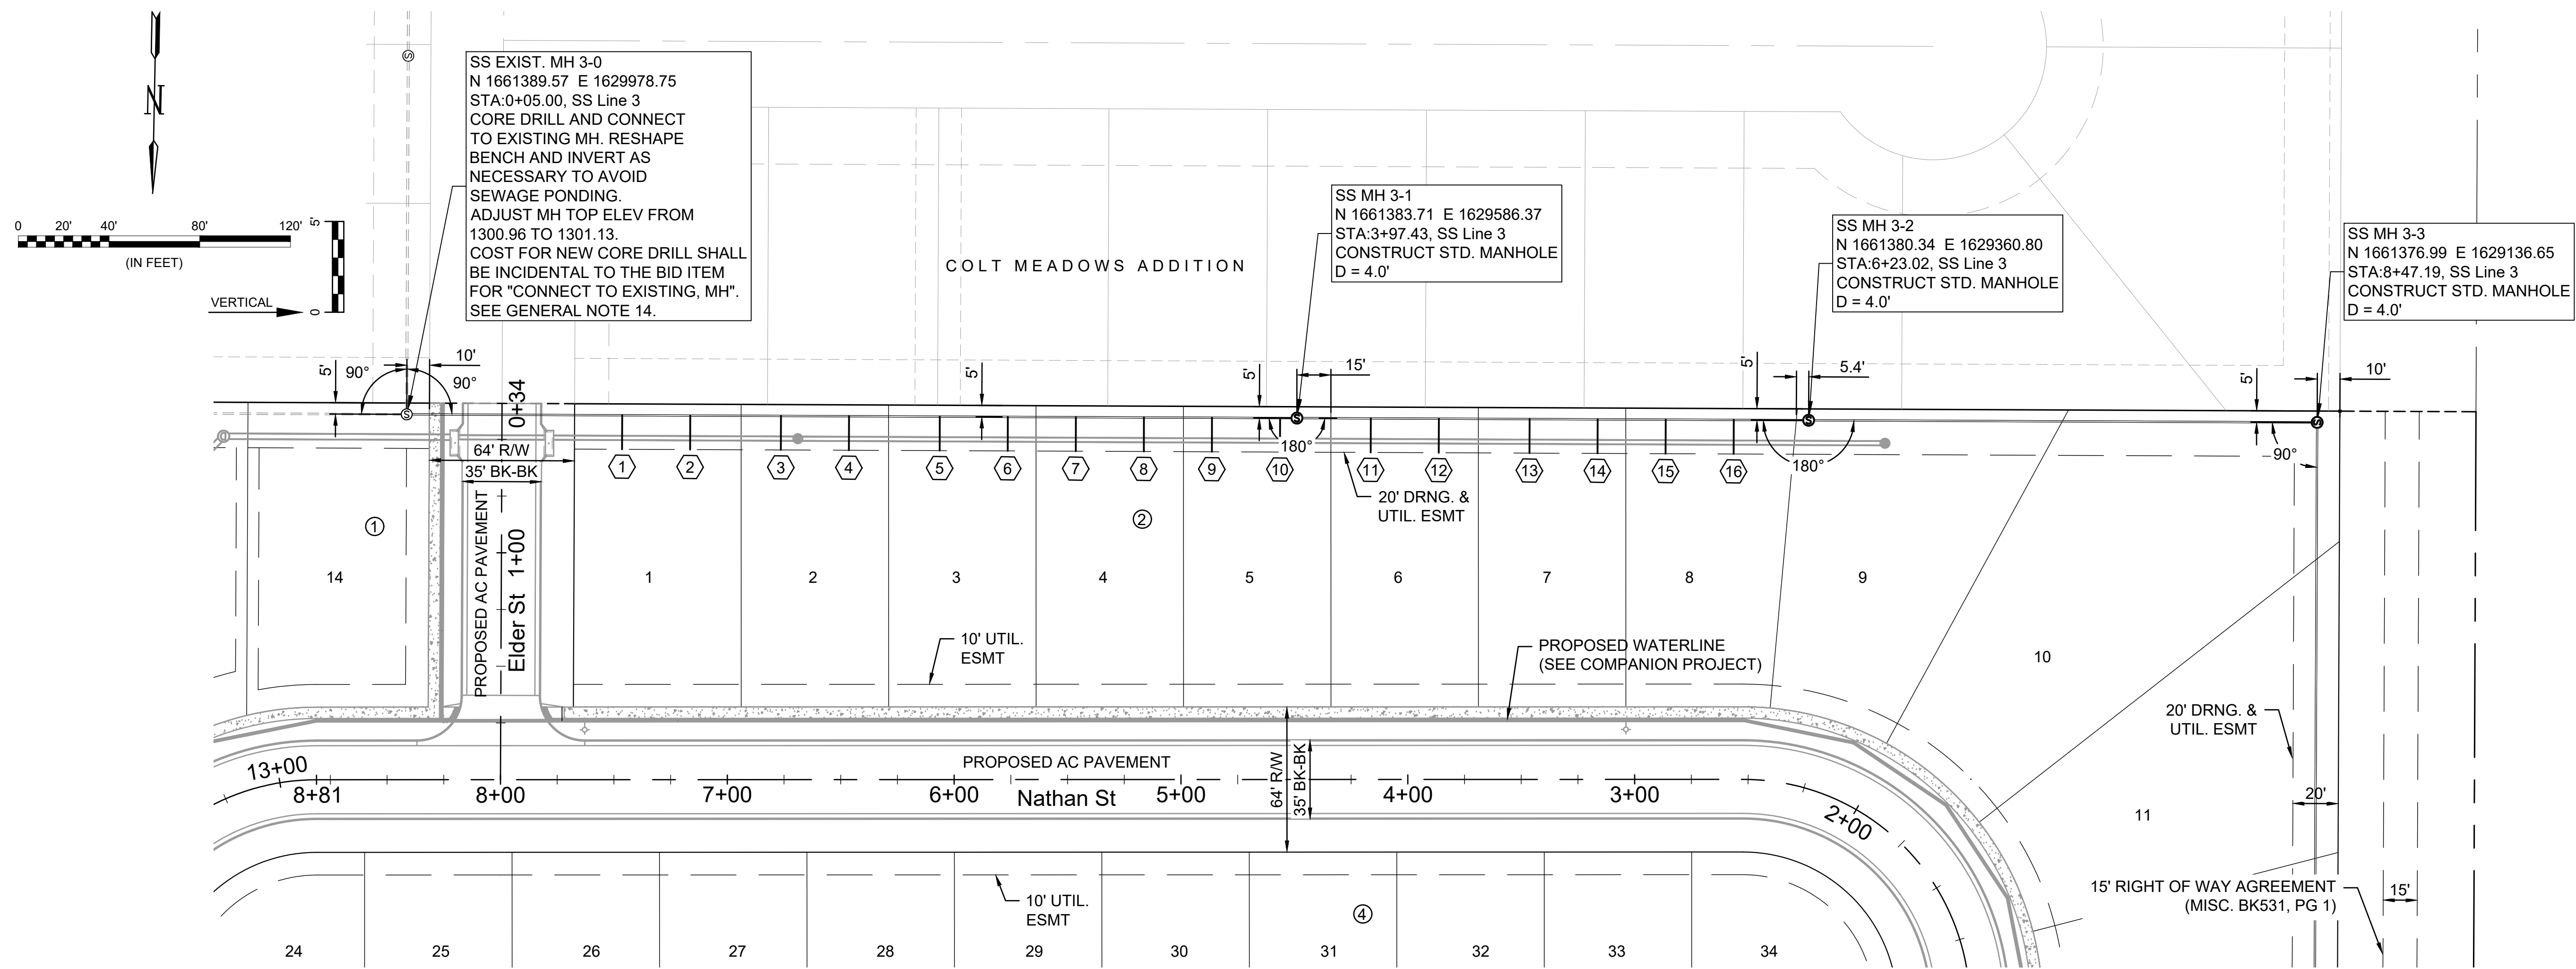 N
0 20' 40' 80' 120'
(IN FEET)
5'
0
VERTICAL
SS EXIST. MH 3-0
N 1661389.57 E 1629978.75
STA:0+05.00, SS Line 3
CORE DRILL AND CONNECT
TO EXISTING MH. RESHAPE
BENCH AND INVERT AS
NECESSARY TO AVOID
SEWAGE PONDING.
ADJUST MH TOP ELEV FROM
1300.96 TO 1301.13.
COST FOR NEW CORE DRILL SHALL
BE INCIDENTAL TO THE BID ITEM
FOR "CONNECT TO EXISTING, MH".
SEE GENERAL NOTE 14.
S
COLT MEADOWS ADDITION
SS MH 3-1
N 1661383.71 E 1629586.37
STA:3+97.43, SS Line 3
CONSTRUCT STD. MANHOLE
D = 4.0'
SS MH 3-2
N 1661380.34 E 1629360.80
STA:6+23.02, SS Line 3
CONSTRUCT STD. MANHOLE
D = 4.0'
SS MH 3-3
N 1661376.99 E 1629136.65
STA:8+47.19, SS Line 3
CONSTRUCT STD. MANHOLE
D = 4.0'
5' 90° 10' 90° 5' 5' 15' 5' 5.4' 5' 10'
S S S S
0+34
64' R/W
35' BK-BK
180° 180° 90°
1 2 3 4 5 6 7 8 9 10 11 12 13 14 15 16
20' DRNG. &
UTIL. ESMT
1 2
PROPOSED AC PAVEMENT
Elder St 1+00
14 1 2 3 4 5 6 7 8 9
10
11
10' UTIL.
ESMT
PROPOSED WATERLINE
(SEE COMPANION PROJECT)
20' DRNG. &
UTIL. ESMT
20'
PROPOSED AC PAVEMENT
64' R/W
35' BK-BK
13+00
8+81 8+00 7+00 6+00 Nathan St 5+00 4+00 3+00 2+00
10' UTIL.
ESMT
4
15' RIGHT OF WAY AGREEMENT
(MISC. BK531, PG 1)
15'
24 25 26 27 28 29 30 31 32 33 34